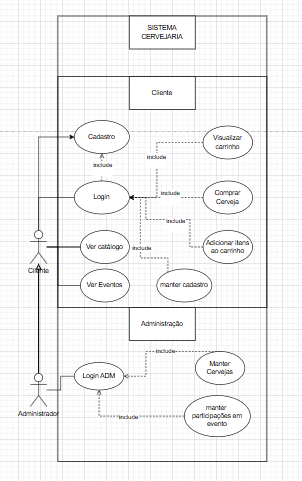 SISTEMA
CERVEJARIA
Cliente
Cadastro
Visualizar
carrinho
include
include
Login
include
Comprar
Cerveja
include
Cliente
Ver catálogo
include
Adicionar itens
ao carrinho
Ver Eventos
manter cadastro
Administração
include
Login ADM
Manter
Cervejas
Administrador
include
manter
participações em
evento